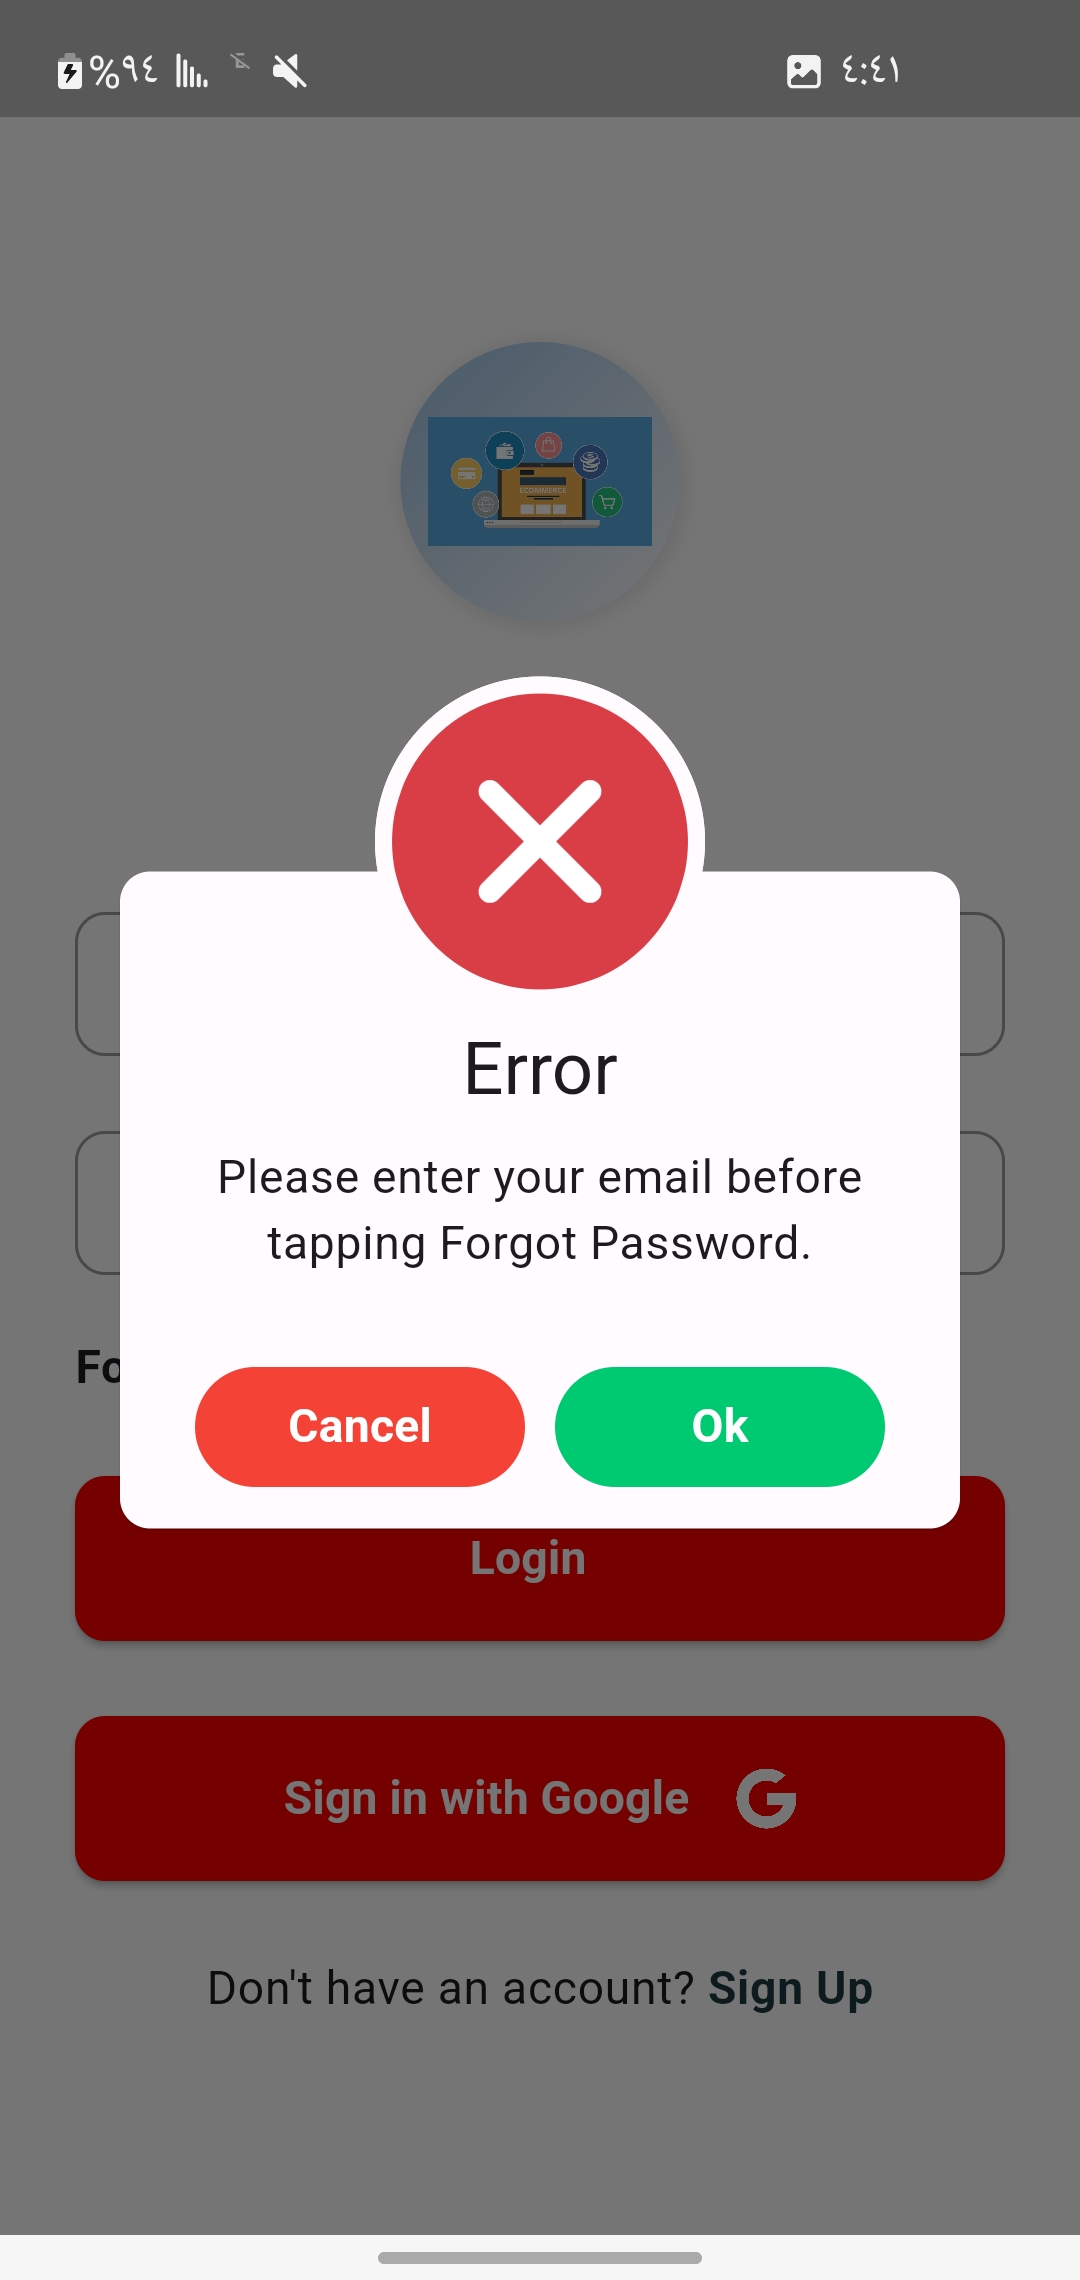 %٩٤
٤:٤١
ECOMMERCE
Error
Please enter your email before
tapping Forgot Password.
Fo
Cancel
Ok
Login
Sign in with Google
Don't have an account? Sign Up